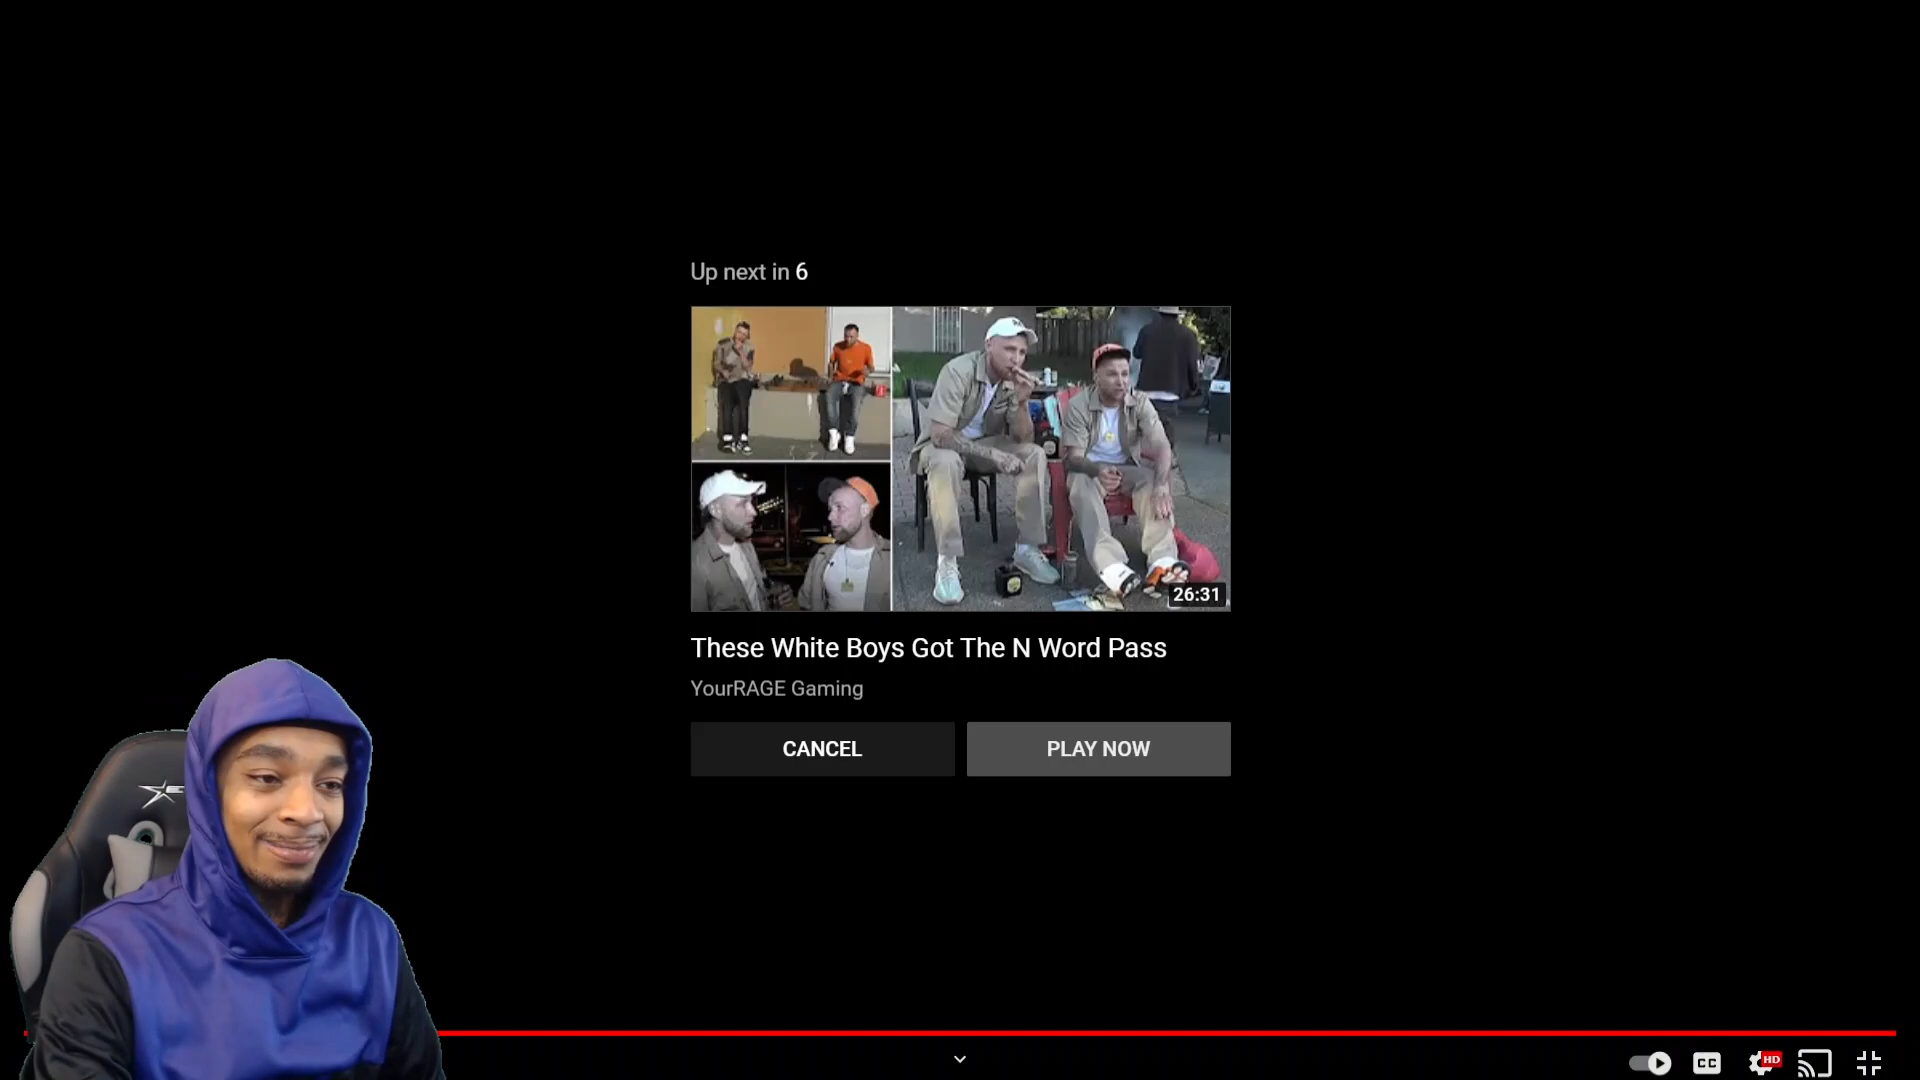 Up next in 6
26:31
These White Boys Got The N Word Pass
YourRAGE Gaming
CANCEL
PLAY NOW
CC
HD